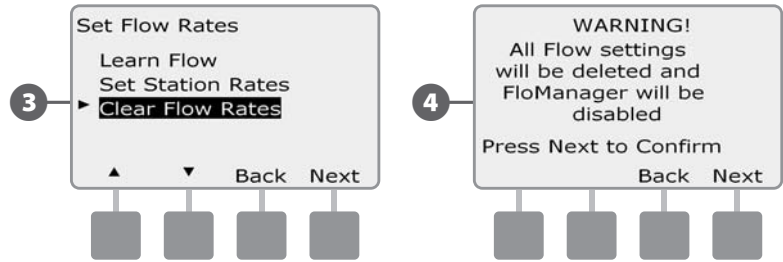 Set Flow Rates
Learn Flow
Set Station Rates
► Clear Flow Rates
▲ ▼ Back Next
3
WARNING!
All Flow settings
will be deleted and
FloManager will be
disabled
Press Next to Confirm
Back Next
4